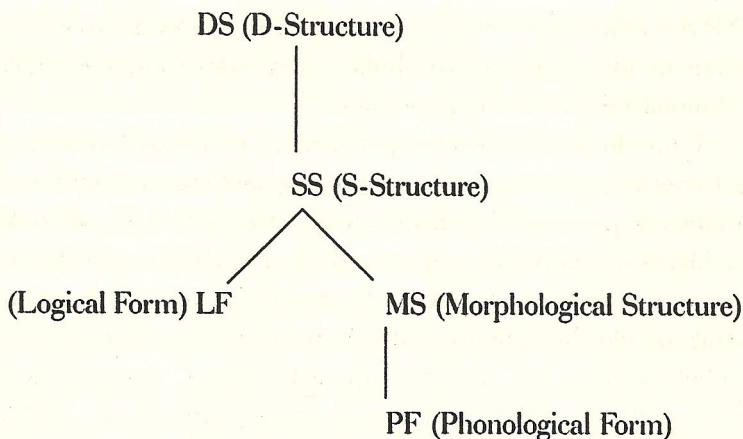 DS (D-Structure)
SS (S-Structure)
(Logical Form) LF
MS (Morphological Structure)
PF (Phonological Form)